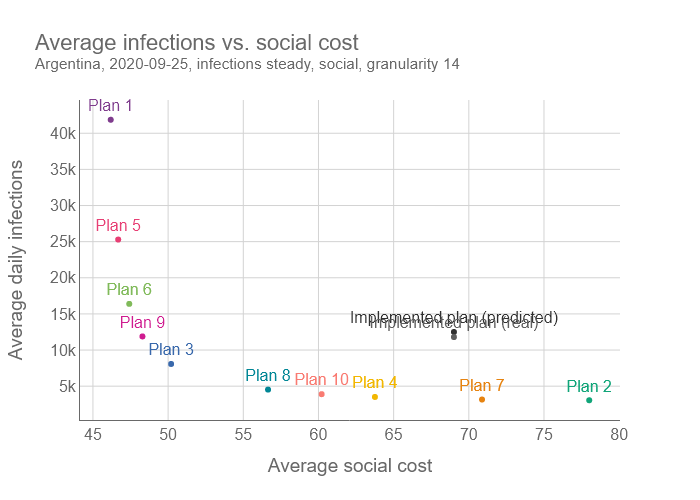 Average infections vs. social cost
Argentina, 2020-09-25, infections steady, social, granularity 14
Plan 1
40k
35k
30k
25k
20k
15k
10k
5k
Average daily infections
Plan 5
Plan 6
Plan 9
Plan 3
Implemented plan (predicted)
Implemented plan (real)
Plan 8
Plan 10
Plan 4
Plan 7
Plan 2
45
50
55
60
65
70
75
80
Average social cost